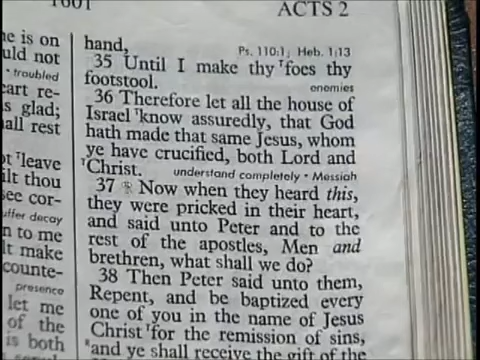 1601
ACTS 2
ne is on
uld not
• troubled
eart re-
s glad;
all rest
ot ᵀleave
ilt thou
see cor-
uffer decay
n to me
lt make
counte-
presence
let me
of the
is both
hand,
Ps. 110:1; Heb. 1:13
35 Until I make thy ᵀfoes thy
footstool.
enemies
36 Therefore let all the house of
Israel ᵀknow assuredly, that God
hath made that same Jesus, whom
ye have crucified, both Lord and
ᵀChrist.
understand completely • Messiah
37 Now when they heard this,
they were pricked in their heart,
and said unto Peter and to the
rest of the apostles, Men and
brethren, what shall we do?
38 Then Peter said unto them,
Repent, and be baptized every
one of you in the name of Jesus
Christ ᵀfor the remission of sins,
and ye shall receive the gift of the